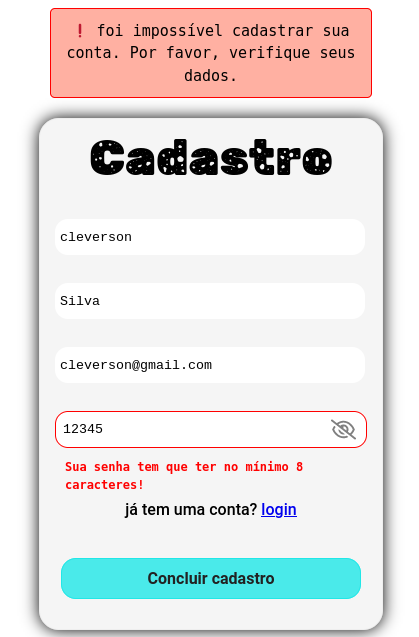 ❗ foi impossível cadastrar sua
conta. Por favor, verifique seus
dados.
Cadastro
cleverson
Silva
cleverson@gmail.com
12345
Sua senha tem que ter no mínimo 8
caracteres!
já tem uma conta? login
Concluir cadastro